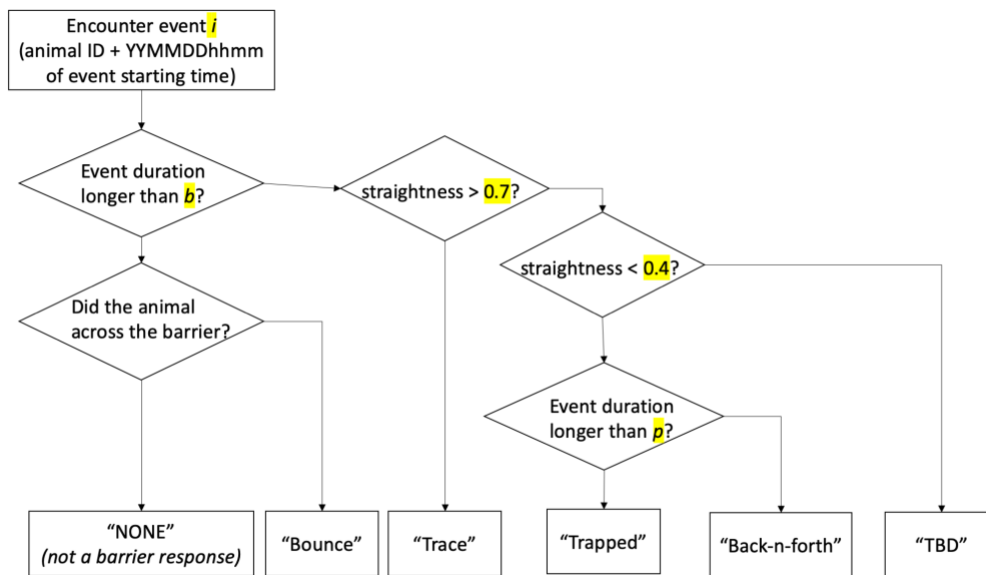 Encounter event i
(animal ID + YYMMDDhhmm
of event starting time)
Event duration
longer than b?
straightness > 0.7?
straightness < 0.4?
Did the animal
across the barrier?
Event duration
longer than p?
“NONE”
(not a barrier response)
“Bounce”
“Trace”
“Trapped”
“Back-n-forth”
“TBD”